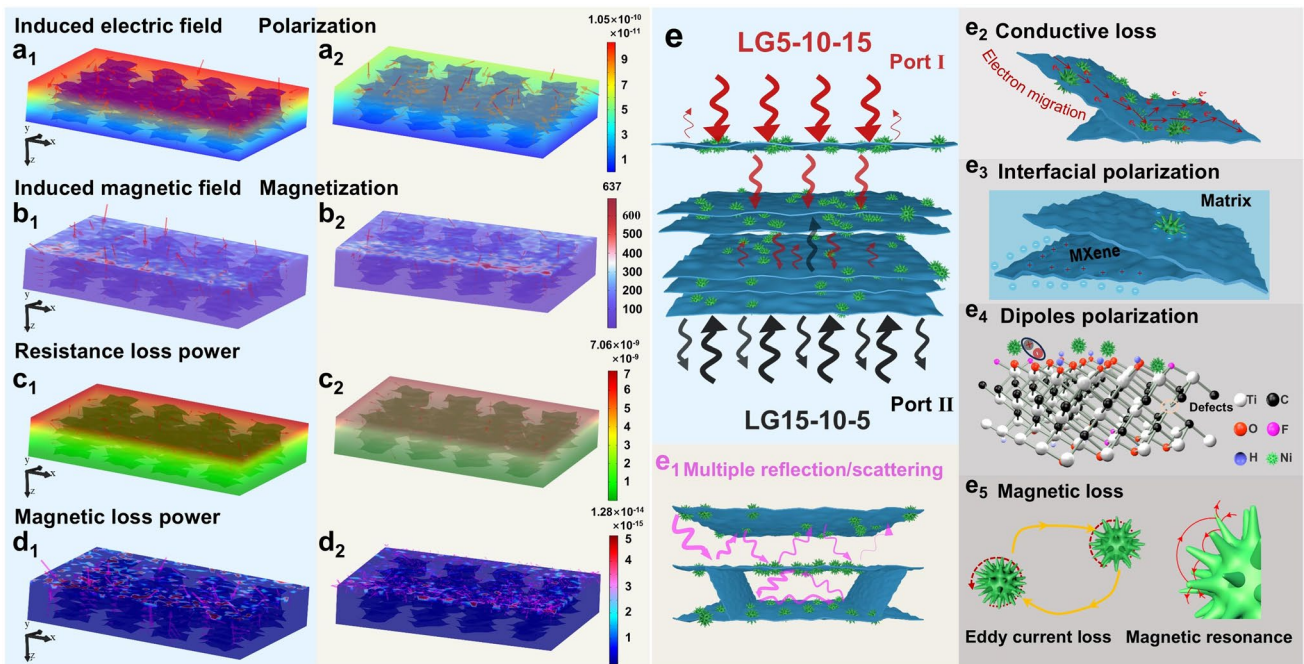 Induced electric field Polarization
a1
a2
1.05×10⁻¹⁰
×10⁻¹¹
9
7
5
3
1
y
x
z
Induced magnetic field Magnetization
b1
b2
637
600
500
400
300
200
100
y
x
z
Resistance loss power
c1
c2
7.06×10⁻⁹
×10⁻⁹
7
6
5
4
3
2
1
y
x
z
Magnetic loss power
d1
d2
1.28×10⁻¹⁴
×10⁻¹⁵
5
4
3
2
1
y
x
z
e
LG5-10-15
Port I
Port II
LG15-10-5
e1 Multiple reflection/scattering
e2 Conductive loss
Electron migration
e- e-
e3 Interfacial polarization
Matrix
MXene
e4 Dipoles polarization
Defects
Ti C
O F
H Ni
e5 Magnetic loss
Eddy current loss Magnetic resonance